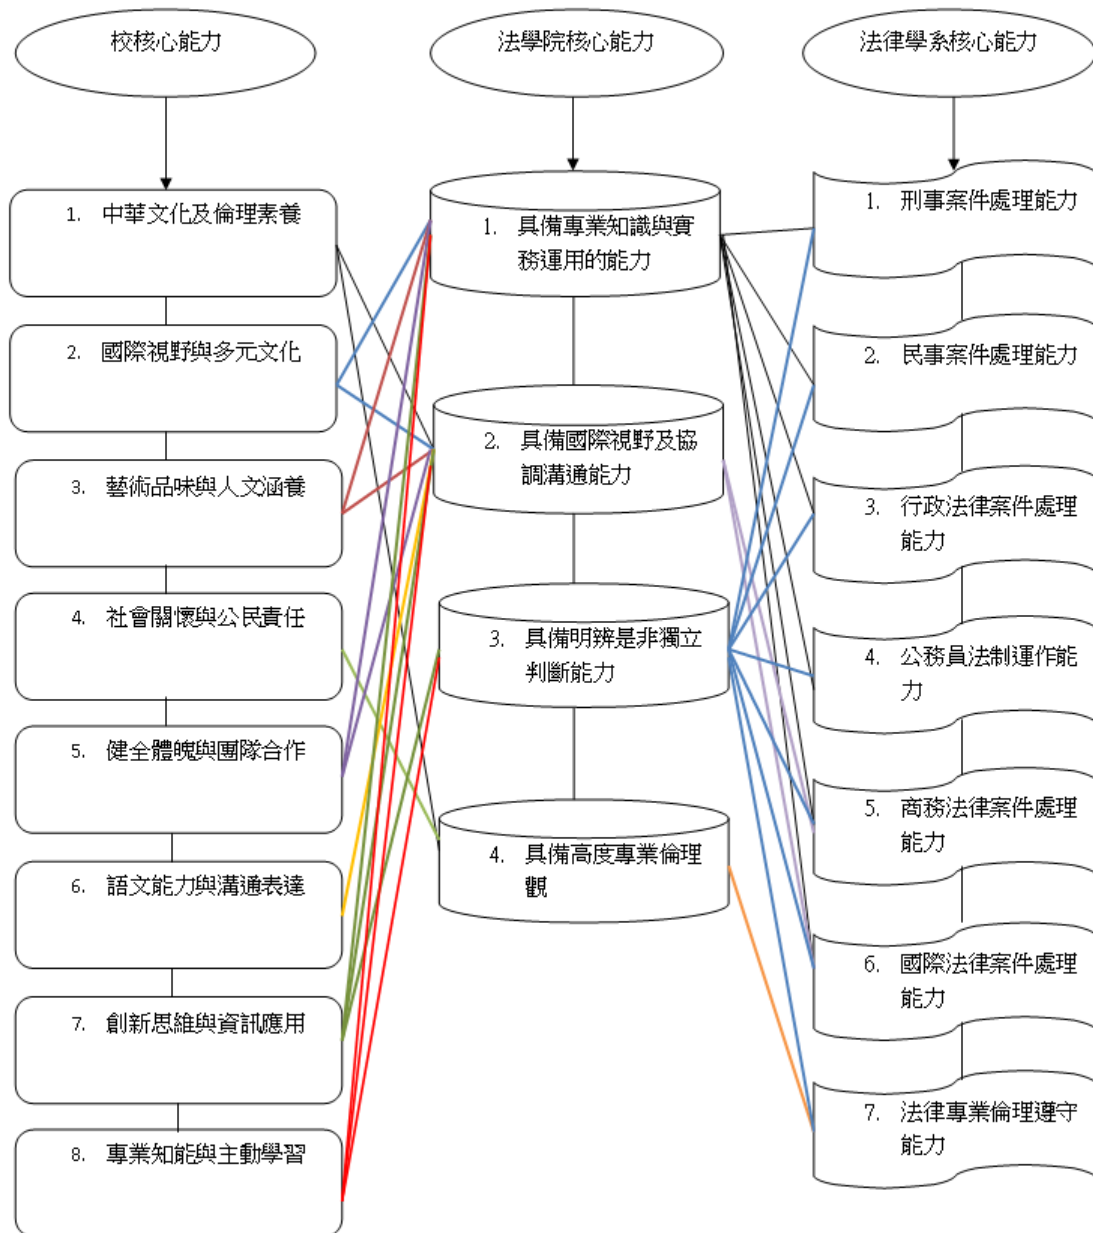 校核心能力
法學院核心能力
法律學系核心能力
1. 中華文化及倫理素養
2. 國際視野與多元文化
3. 藝術品味與人文涵養
4. 社會關懷與公民責任
5. 健全體魄與團隊合作
6. 語文能力與溝通表達
7. 創新思維與資訊應用
8. 專業知能與主動學習
1. 具備專業知識與實
務運用的能力
2. 具備國際視野及協
調溝通能力
3. 具備明辨是非獨立
判斷能力
4. 具備高度專業倫理
觀
1. 刑事案件處理能力
2. 民事案件處理能力
3. 行政法律案件處理
能力
4. 公務員法制運作能
力
5. 商務法律案件處理
能力
6. 國際法律案件處理
能力
7. 法律專業倫理遵守
能力